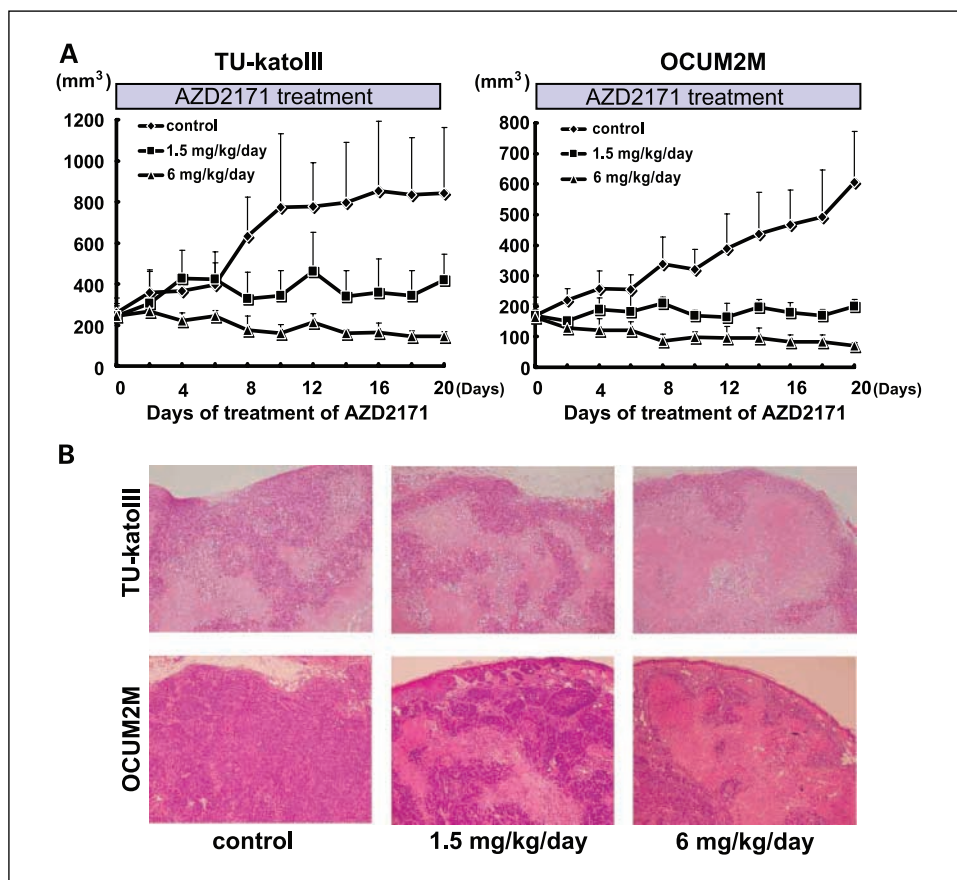 A
TU-katoIII
(mm³)
AZD2171 treatment
1200
1000
800
600
400
200
0
control
1.5 mg/kg/day
6 mg/kg/day
0 4 8 12 16 20 (Days)
Days of treatment of AZD2171
OCUM2M
(mm³)
AZD2171 treatment
800
700
600
500
400
300
200
100
0
control
1.5 mg/kg/day
6 mg/kg/day
0 4 8 12 16 20 (Days)
Days of treatment of AZD2171
B
TU-katoIII
OCUM2M
control 1.5 mg/kg/day 6 mg/kg/day